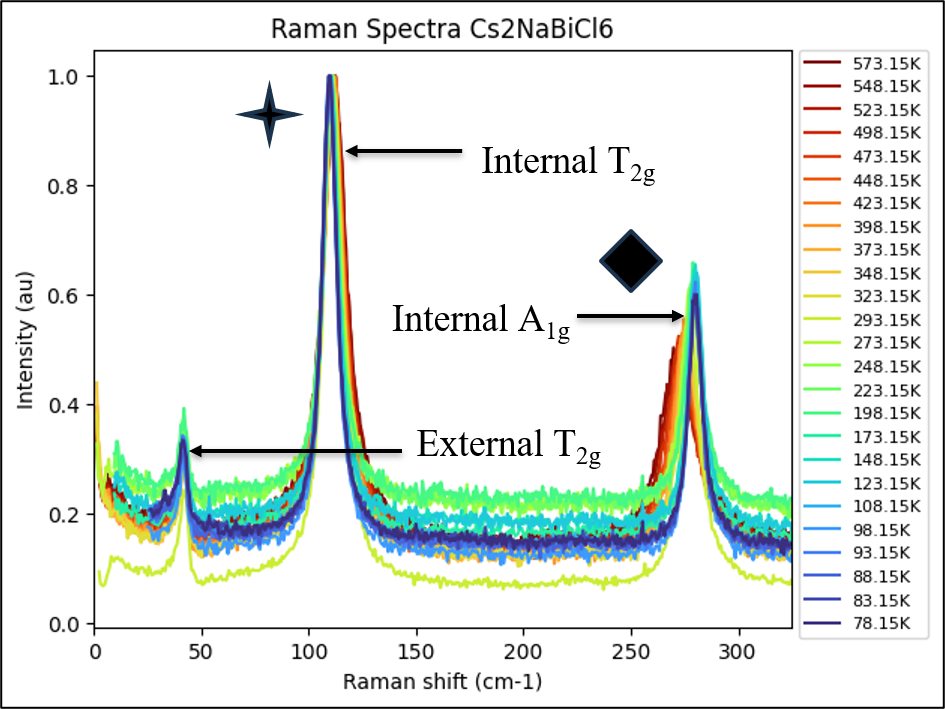 Raman Spectra Cs2NaBiCl6
Intensity (au)
1.0
0.8
0.6
0.4
0.2
0.0
Internal T2g
Internal A1g
External T2g
0 50 100 150 200 250 300
Raman shift (cm-1)
573.15K
548.15K
523.15K
498.15K
473.15K
448.15K
423.15K
398.15K
373.15K
348.15K
323.15K
293.15K
273.15K
248.15K
223.15K
198.15K
173.15K
148.15K
123.15K
108.15K
98.15K
93.15K
88.15K
83.15K
78.15K